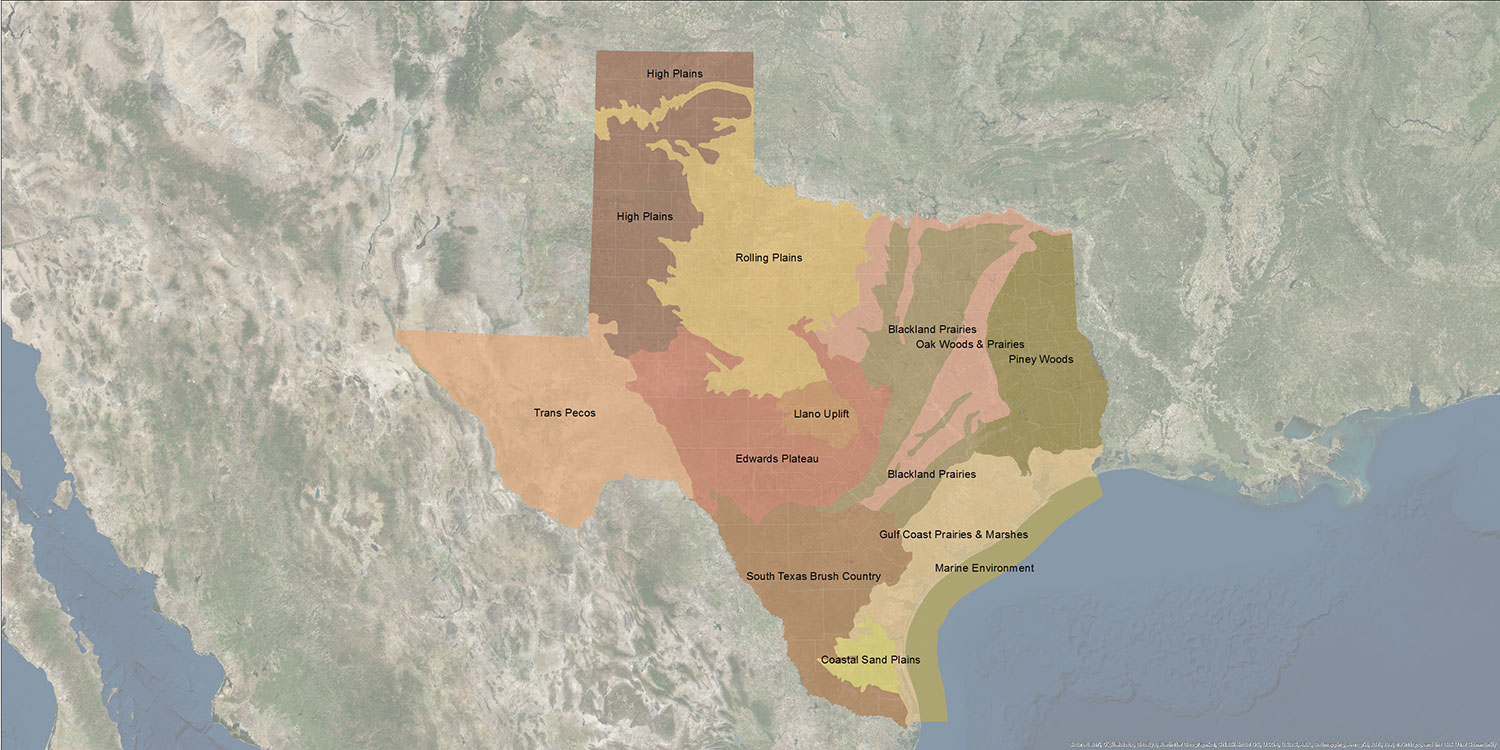 High Plains
High Plains
Rolling Plains
Blackland Prairies
Oak Woods & Prairies
Piney Woods
Trans Pecos
Llano Uplift
Edwards Plateau
Blackland Prairies
Gulf Coast Prairies & Marshes
Marine Environment
South Texas Brush Country
Coastal Sand Plains